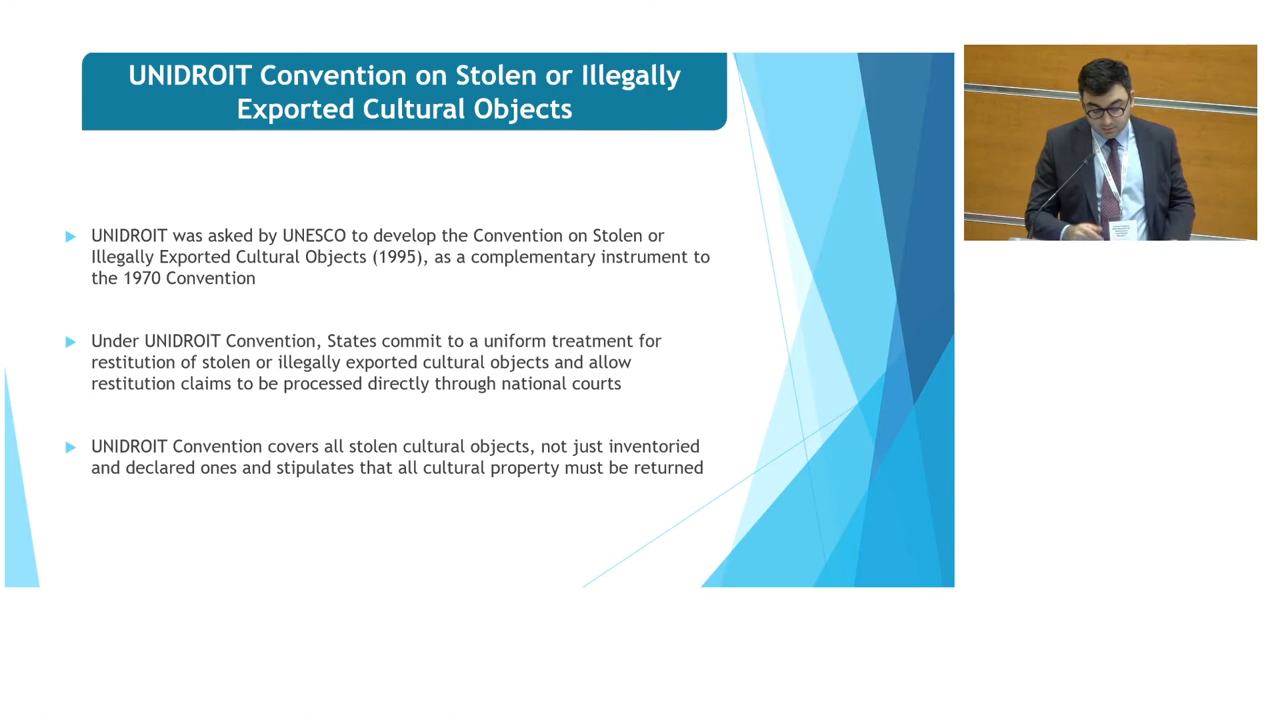 UNIDROIT Convention on Stolen or Illegally
Exported Cultural Objects
UNIDROIT was asked by UNESCO to develop the Convention on Stolen or
Illegally Exported Cultural Objects (1995), as a complementary instrument to
the 1970 Convention
Under UNIDROIT Convention, States commit to a uniform treatment for
restitution of stolen or illegally exported cultural objects and allow
restitution claims to be processed directly through national courts
UNIDROIT Convention covers all stolen cultural objects, not just inventoried
and declared ones and stipulates that all cultural property must be returned